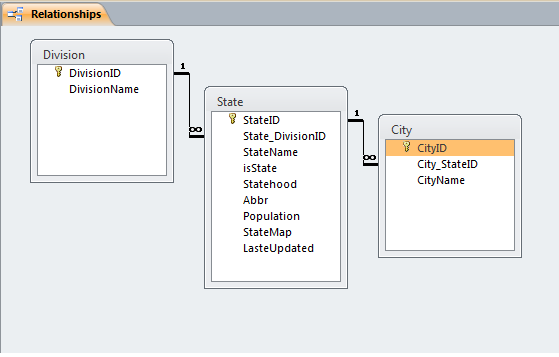 Relationships
Division
DivisionID
DivisionName
1
∞
State
StateID
State_DivisionID
StateName
isState
Statehood
Abbr
Population
StateMap
LasteUpdated
1
∞
City
CityID
City_StateID
CityName